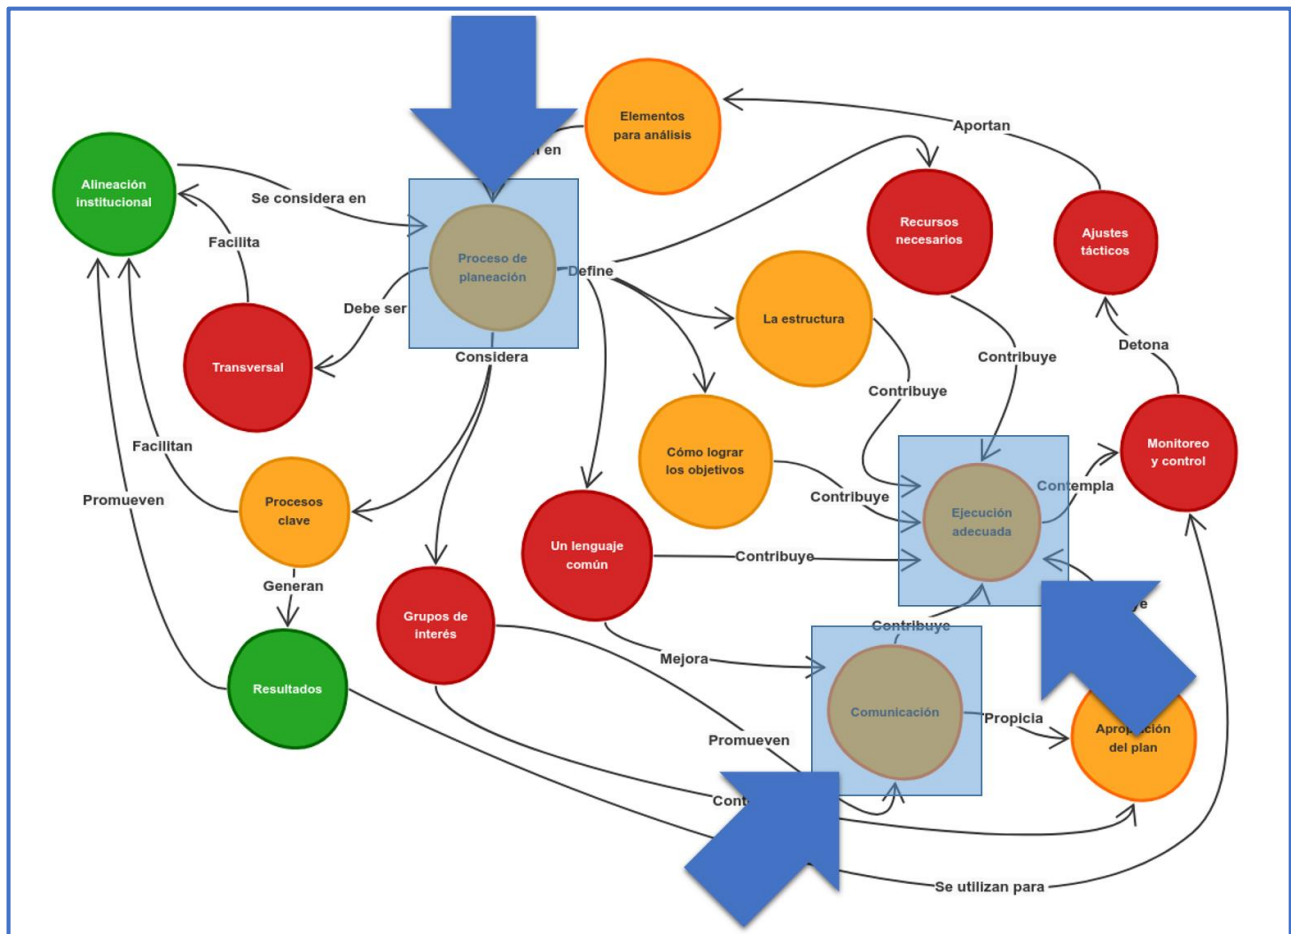 Elementos
para análisis
en
Aportan
Alineación
institucional
Se considera en
Facilita
Recursos
necesarios
Ajustes
tácticos
Proceso de
planeación
Define
Debe ser
La estructura
Transversal
Considera
Contribuye
Detona
Contribuye
Facilitan
Cómo lograr
los objetivos
Monitoreo
y control
Promueven
Procesos
clave
Contribuye
Contempla
Ejecución
adecuada
Un lenguaje
común
Contribuye
Generan
Grupos de
interés
Contribuye
Mejora
Resultados
Comunicación
Propicia
Apropiación
del plan
Promueven
Se utilizan para